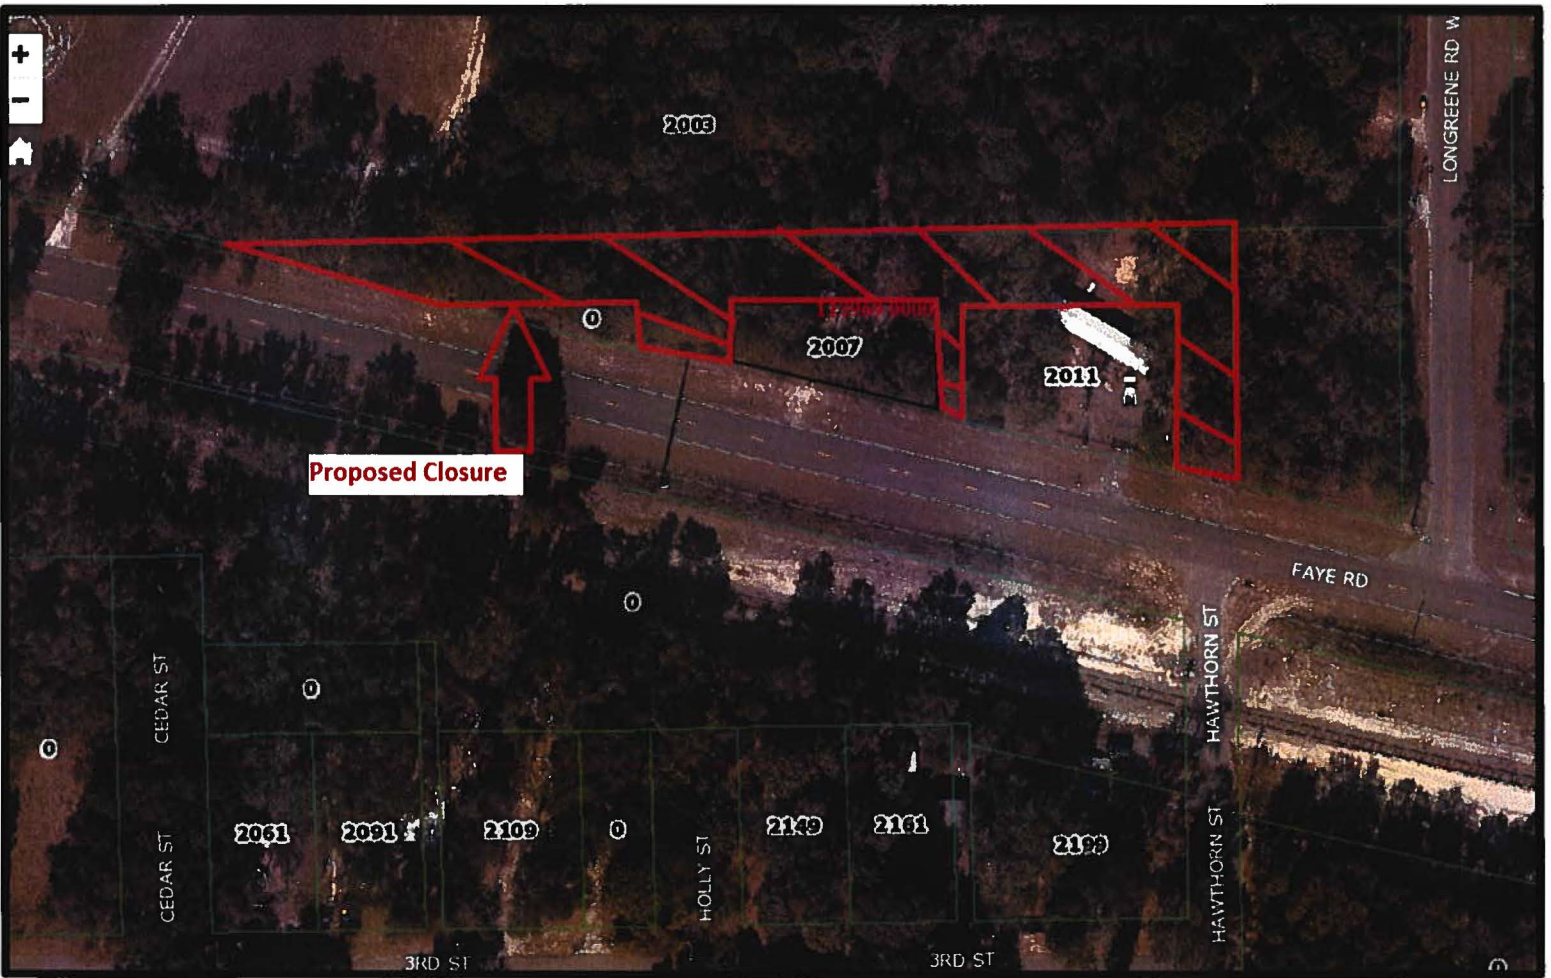 +
−
2003
LONGREENE RD W
0
2007
2011
Proposed Closure
FAYE RD
0
HAWTHORN ST
CEDAR ST
0
0
2061
2091
2109
0
2149
2161
2199
CEDAR ST
HOLLY ST
HAWTHORN ST
3RD ST
3RD ST
0